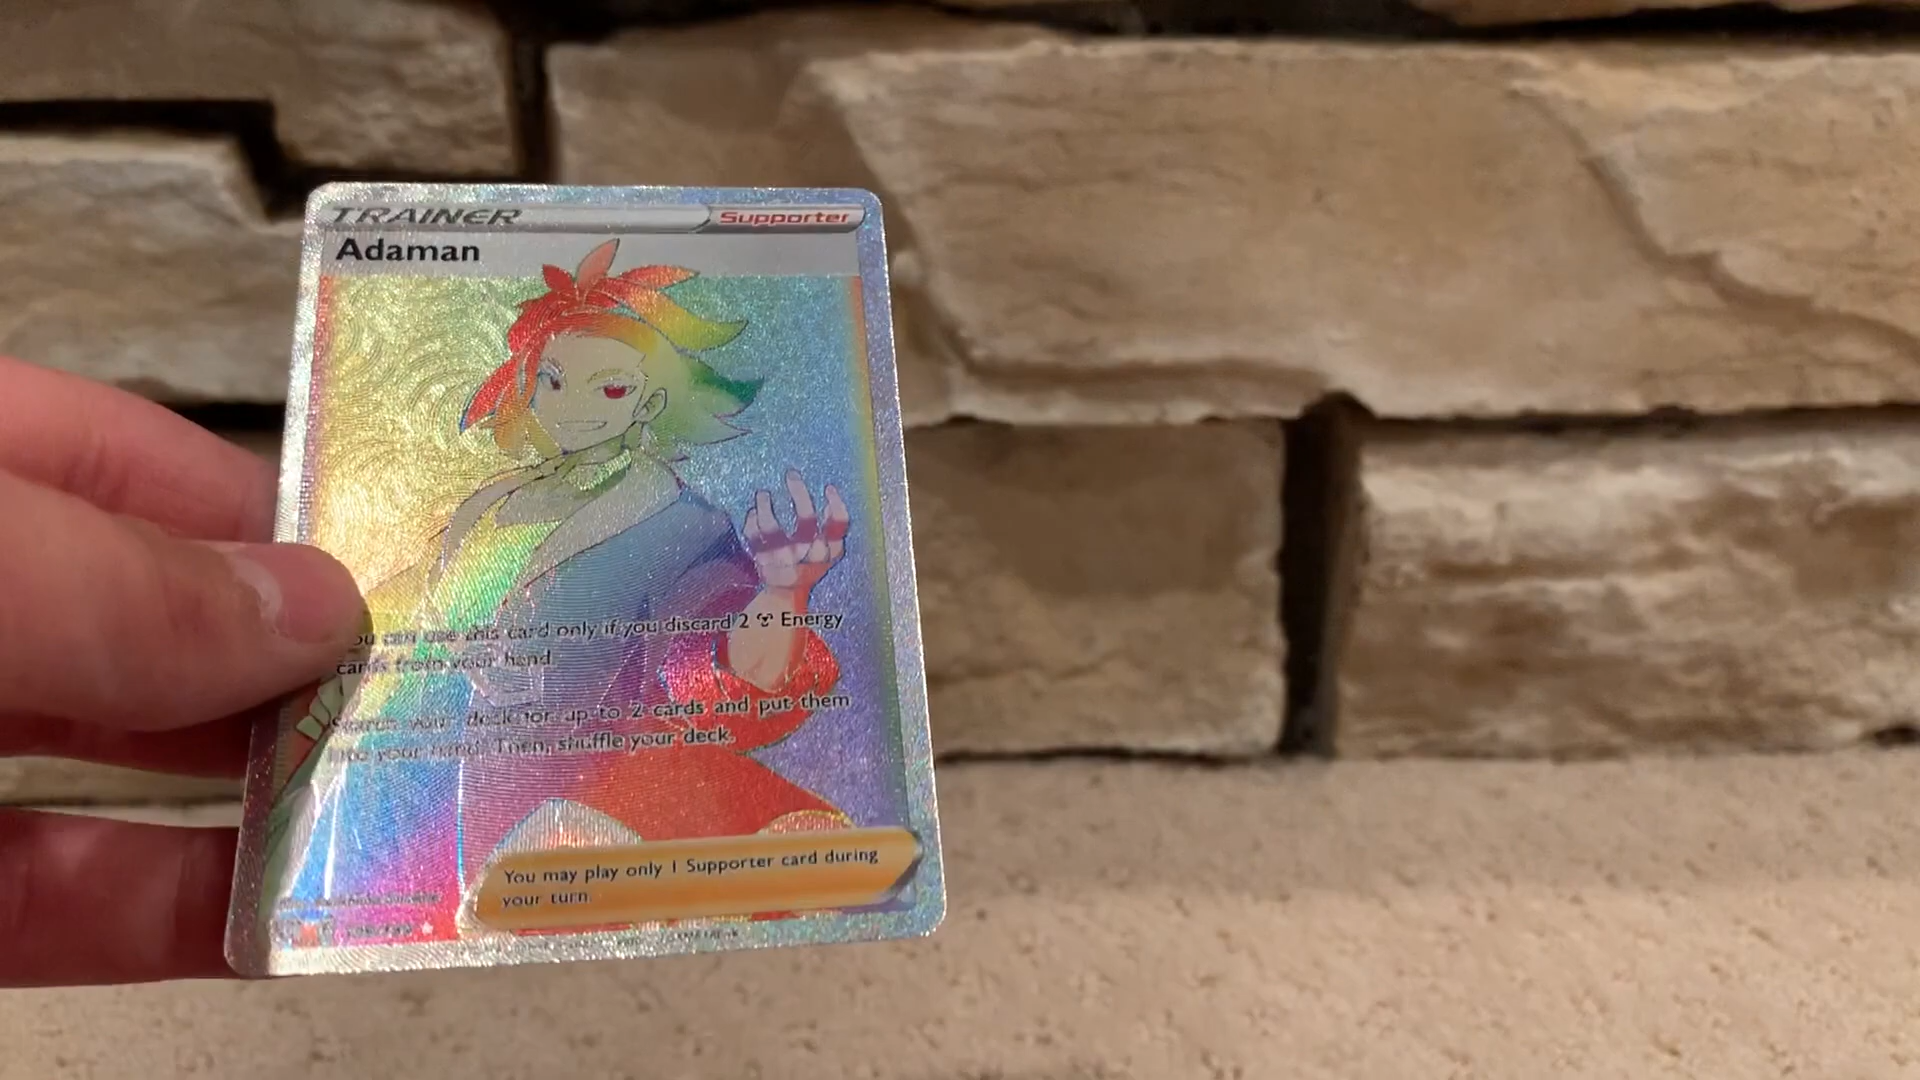 TRAINER Supporter
Adaman
you can use this card only if you discard 2 Energy
cards from your hand.
Search your deck for up to 2 cards and put them
into your hand. Then, shuffle your deck.
You may play only 1 Supporter card during
your turn.